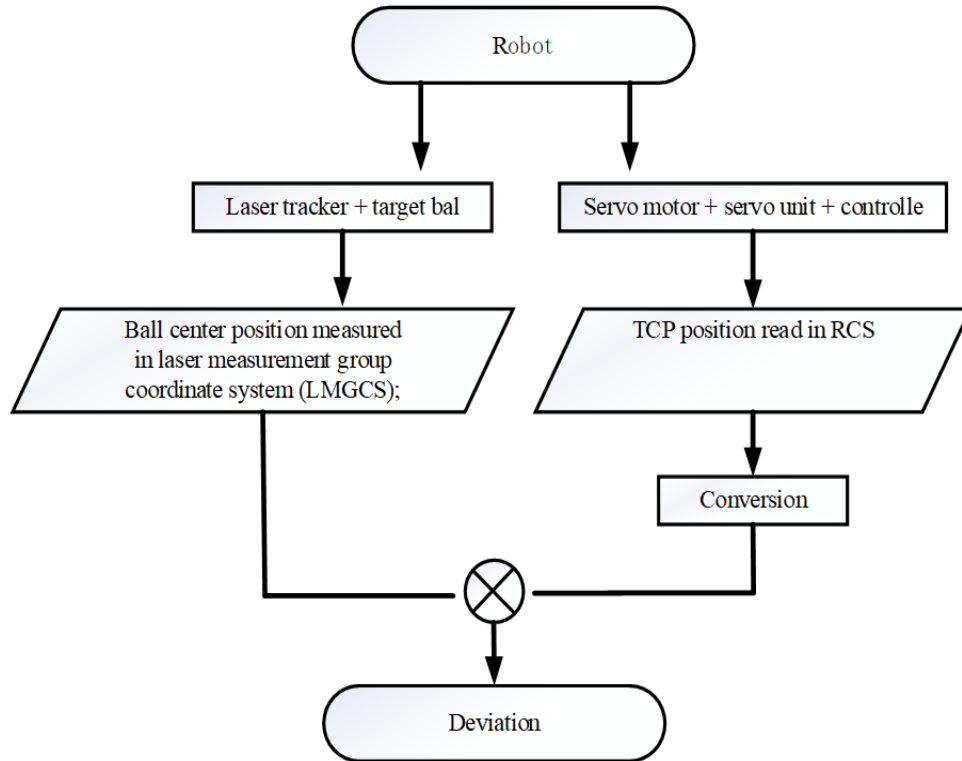 Robot
Laser tracker + target bal
Servo motor + servo unit + controlle
Ball center position measured
in laser measurement group
coordinate system (LMGCS);
TCP position read in RCS
Conversion
Deviation